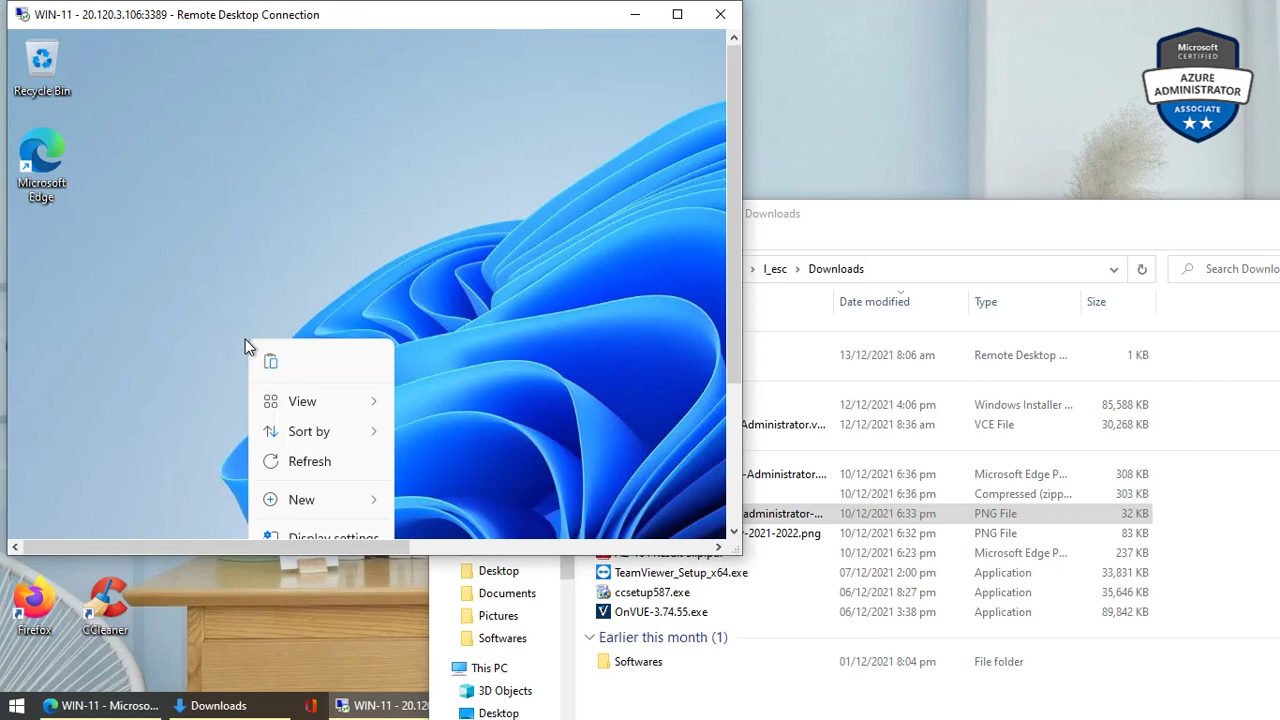 WIN-11 - 20.120.3.106:3389 - Remote Desktop Connection
Recycle Bin
Microsoft
Edge
View
Sort by
Refresh
New
Display settings
Microsoft
CERTIFIED
AZURE
ADMINISTRATOR
ASSOCIATE
Downloads
l_esc
Downloads
Search Downlo
Date modified
Type
Size
13/12/2021 8:06 am
Remote Desktop ...
1 KB
12/12/2021 4:06 pm
Windows Installer ...
85,588 KB
Administrator.v...
12/12/2021 8:36 am
VCE File
30,268 KB
-Administrator....
10/12/2021 6:36 pm
Microsoft Edge P...
308 KB
10/12/2021 6:36 pm
Compressed (zipp...
303 KB
administrator-...
10/12/2021 6:33 pm
PNG File
32 KB
-2021-2022.png
10/12/2021 6:33 pm
PNG File
83 KB
10/12/2021 6:23 pm
Microsoft Edge P...
237 KB
TeamViewer_Setup_x64.exe
07/12/2021 2:00 pm
Application
33,831 KB
ccsetup587.exe
06/12/2021 8:27 pm
Application
35,646 KB
OnVUE-3.74.55.exe
06/12/2021 3:38 pm
Application
89,842 KB
Earlier this month (1)
Softwares
01/12/2021 8:04 pm
File folder
Desktop
Documents
Pictures
Softwares
This PC
3D Objects
Desktop
Firefox
CCleaner
WIN-11 - Microso...
Downloads
WIN-11 - 20.120